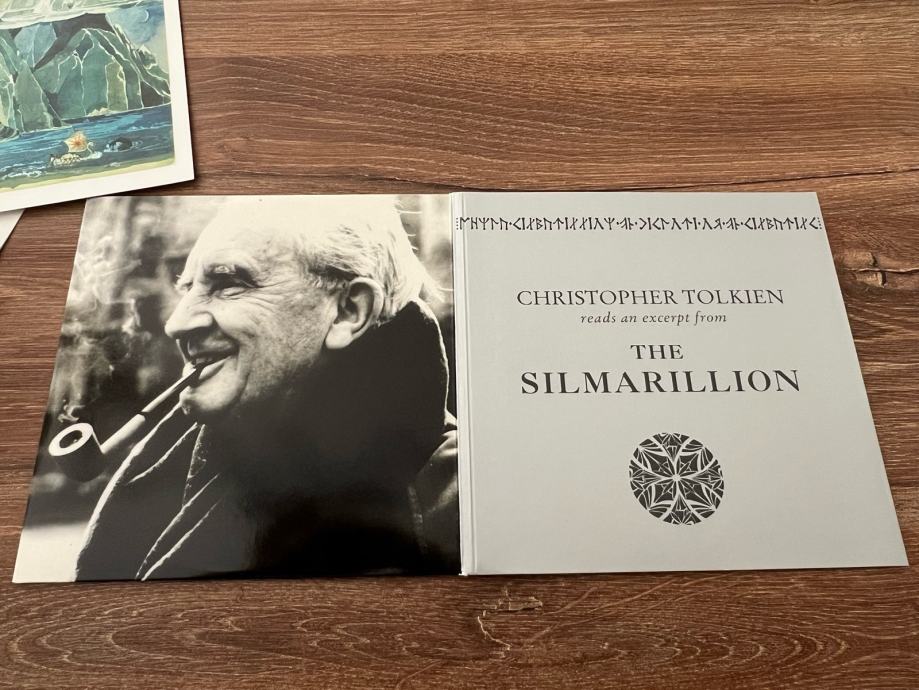 CHRISTOPHER TOLKIEN
reads an excerpt from
THE
SILMARILLION